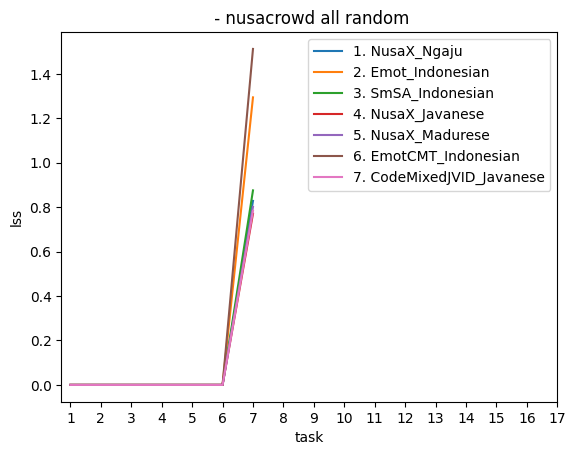 - nusacrowd all random
1. NusaX_Ngaju
2. Emot_Indonesian
3. SmSA_Indonesian
4. NusaX_Javanese
5. NusaX_Madurese
6. EmotCMT_Indonesian
7. CodeMixedJVID_Javanese
lss
1.4
1.2
1.0
0.8
0.6
0.4
0.2
0.0
1 2 3 4 5 6 7 8 9 10 11 12 13 14 15 16 17
task